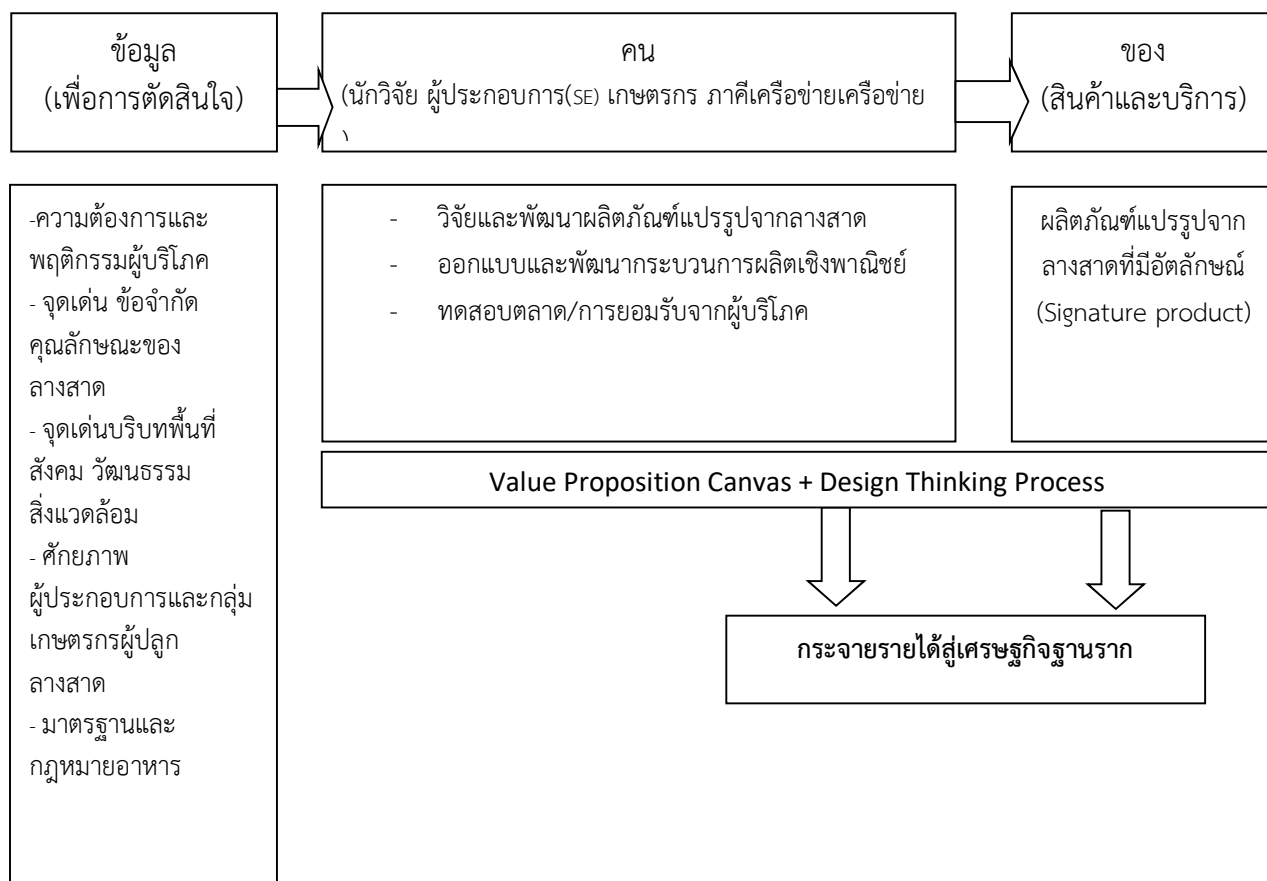 ข้อมูล
(เพื่อการตัดสินใจ)
คน
(นักวิจัย ผู้ประกอบการ(SE) เกษตรกร ภาคีเครือข่ายเครือข่าย
)
ของ
(สินค้าและบริการ)
-ความต้องการและ
พฤติกรรมผู้บริโภค
- จุดเด่น ข้อจำกัด
คุณลักษณะของ
ลางสาด
- จุดเด่นบริบทพื้นที่
สังคม วัฒนธรรม
สิ่งแวดล้อม
- ศักยภาพ
ผู้ประกอบการและกลุ่ม
เกษตรกรผู้ปลูก
ลางสาด
- มาตรฐานและ
กฎหมายอาหาร
- วิจัยและพัฒนาผลิตภัณฑ์แปรรูปจากลางสาด
- ออกแบบและพัฒนากระบวนการผลิตเชิงพาณิชย์
- ทดสอบตลาด/การยอมรับจากผู้บริโภค
ผลิตภัณฑ์แปรรูปจาก
ลางสาดที่มีอัตลักษณ์
(Signature product)
Value Proposition Canvas + Design Thinking Process
กระจายรายได้สู่เศรษฐกิจฐานราก